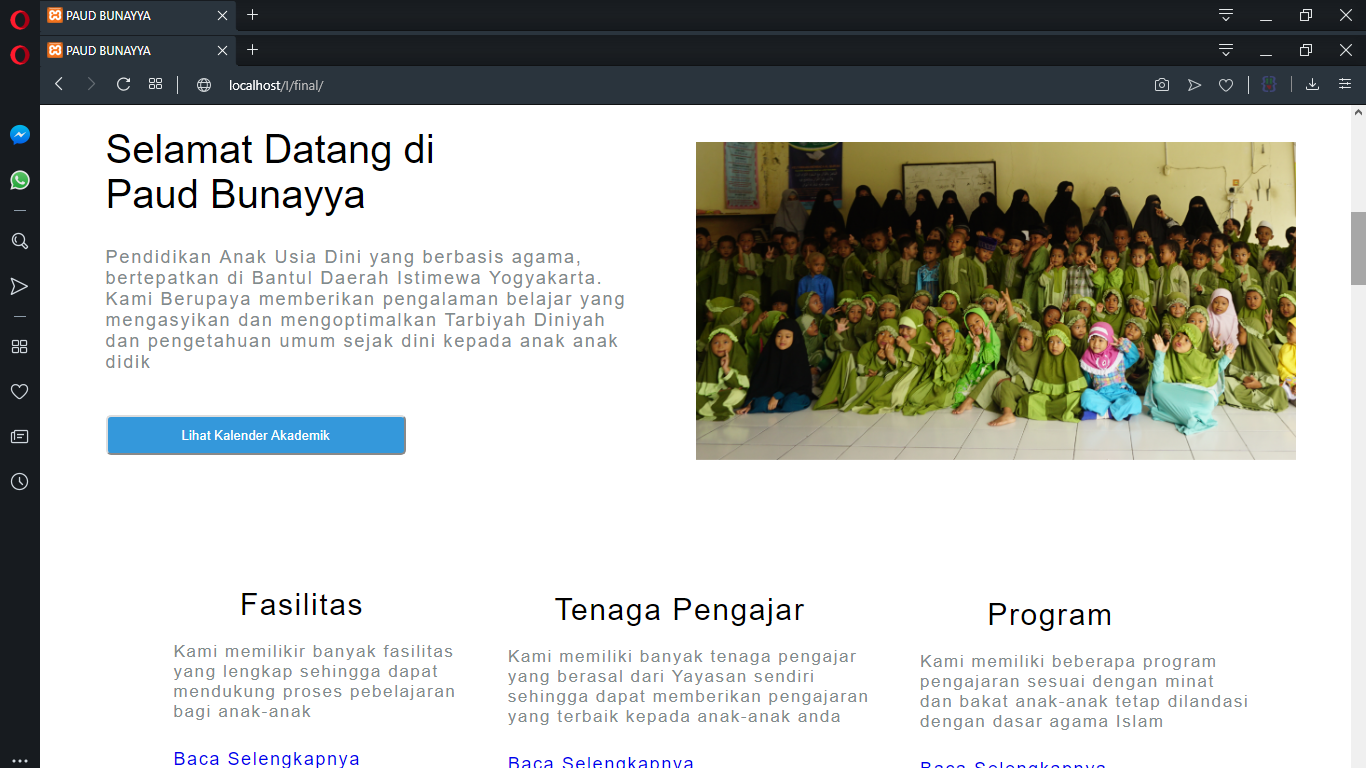 PAUD BUNAYYA
PAUD BUNAYYA
localhost/I/final/
Selamat Datang di
Paud Bunayya
Pendidikan Anak Usia Dini yang berbasis agama,
bertepatkan di Bantul Daerah Istimewa Yogyakarta.
Kami Berupaya memberikan pengalaman belajar yang
mengasyikan dan mengoptimalkan Tarbiyah Diniyah
dan pengetahuan umum sejak dini kepada anak anak
didik
Lihat Kalender Akademik
Fasilitas
Kami memilikir banyak fasilitas
yang lengkap sehingga dapat
mendukung proses pebelajaran
bagi anak-anak
Baca Selengkapnya
Tenaga Pengajar
Kami memiliki banyak tenaga pengajar
yang berasal dari Yayasan sendiri
sehingga dapat memberikan pengajaran
yang terbaik kepada anak-anak anda
Baca Selengkapnya
Program
Kami memiliki beberapa program
pengajaran sesuai dengan minat
dan bakat anak-anak tetap dilandasi
dengan dasar agama Islam
Baca Selengkapnya